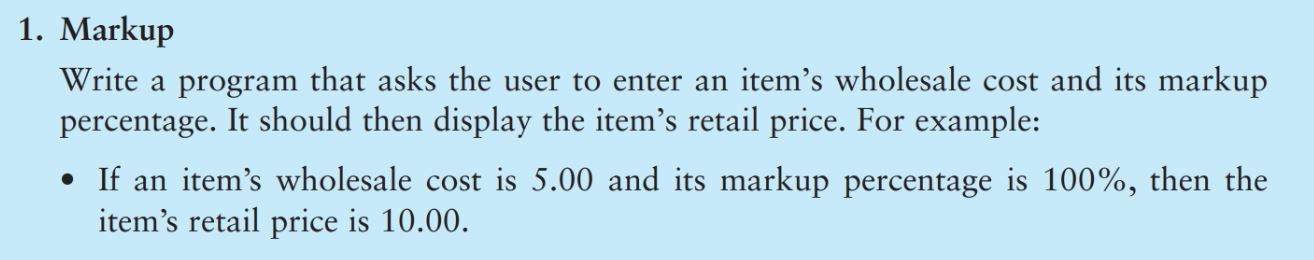 1. Markup
Write a program that asks the user to enter an item’s wholesale cost and its markup
percentage. It should then display the item’s retail price. For example:
• If an item’s wholesale cost is 5.00 and its markup percentage is 100%, then the
item’s retail price is 10.00.